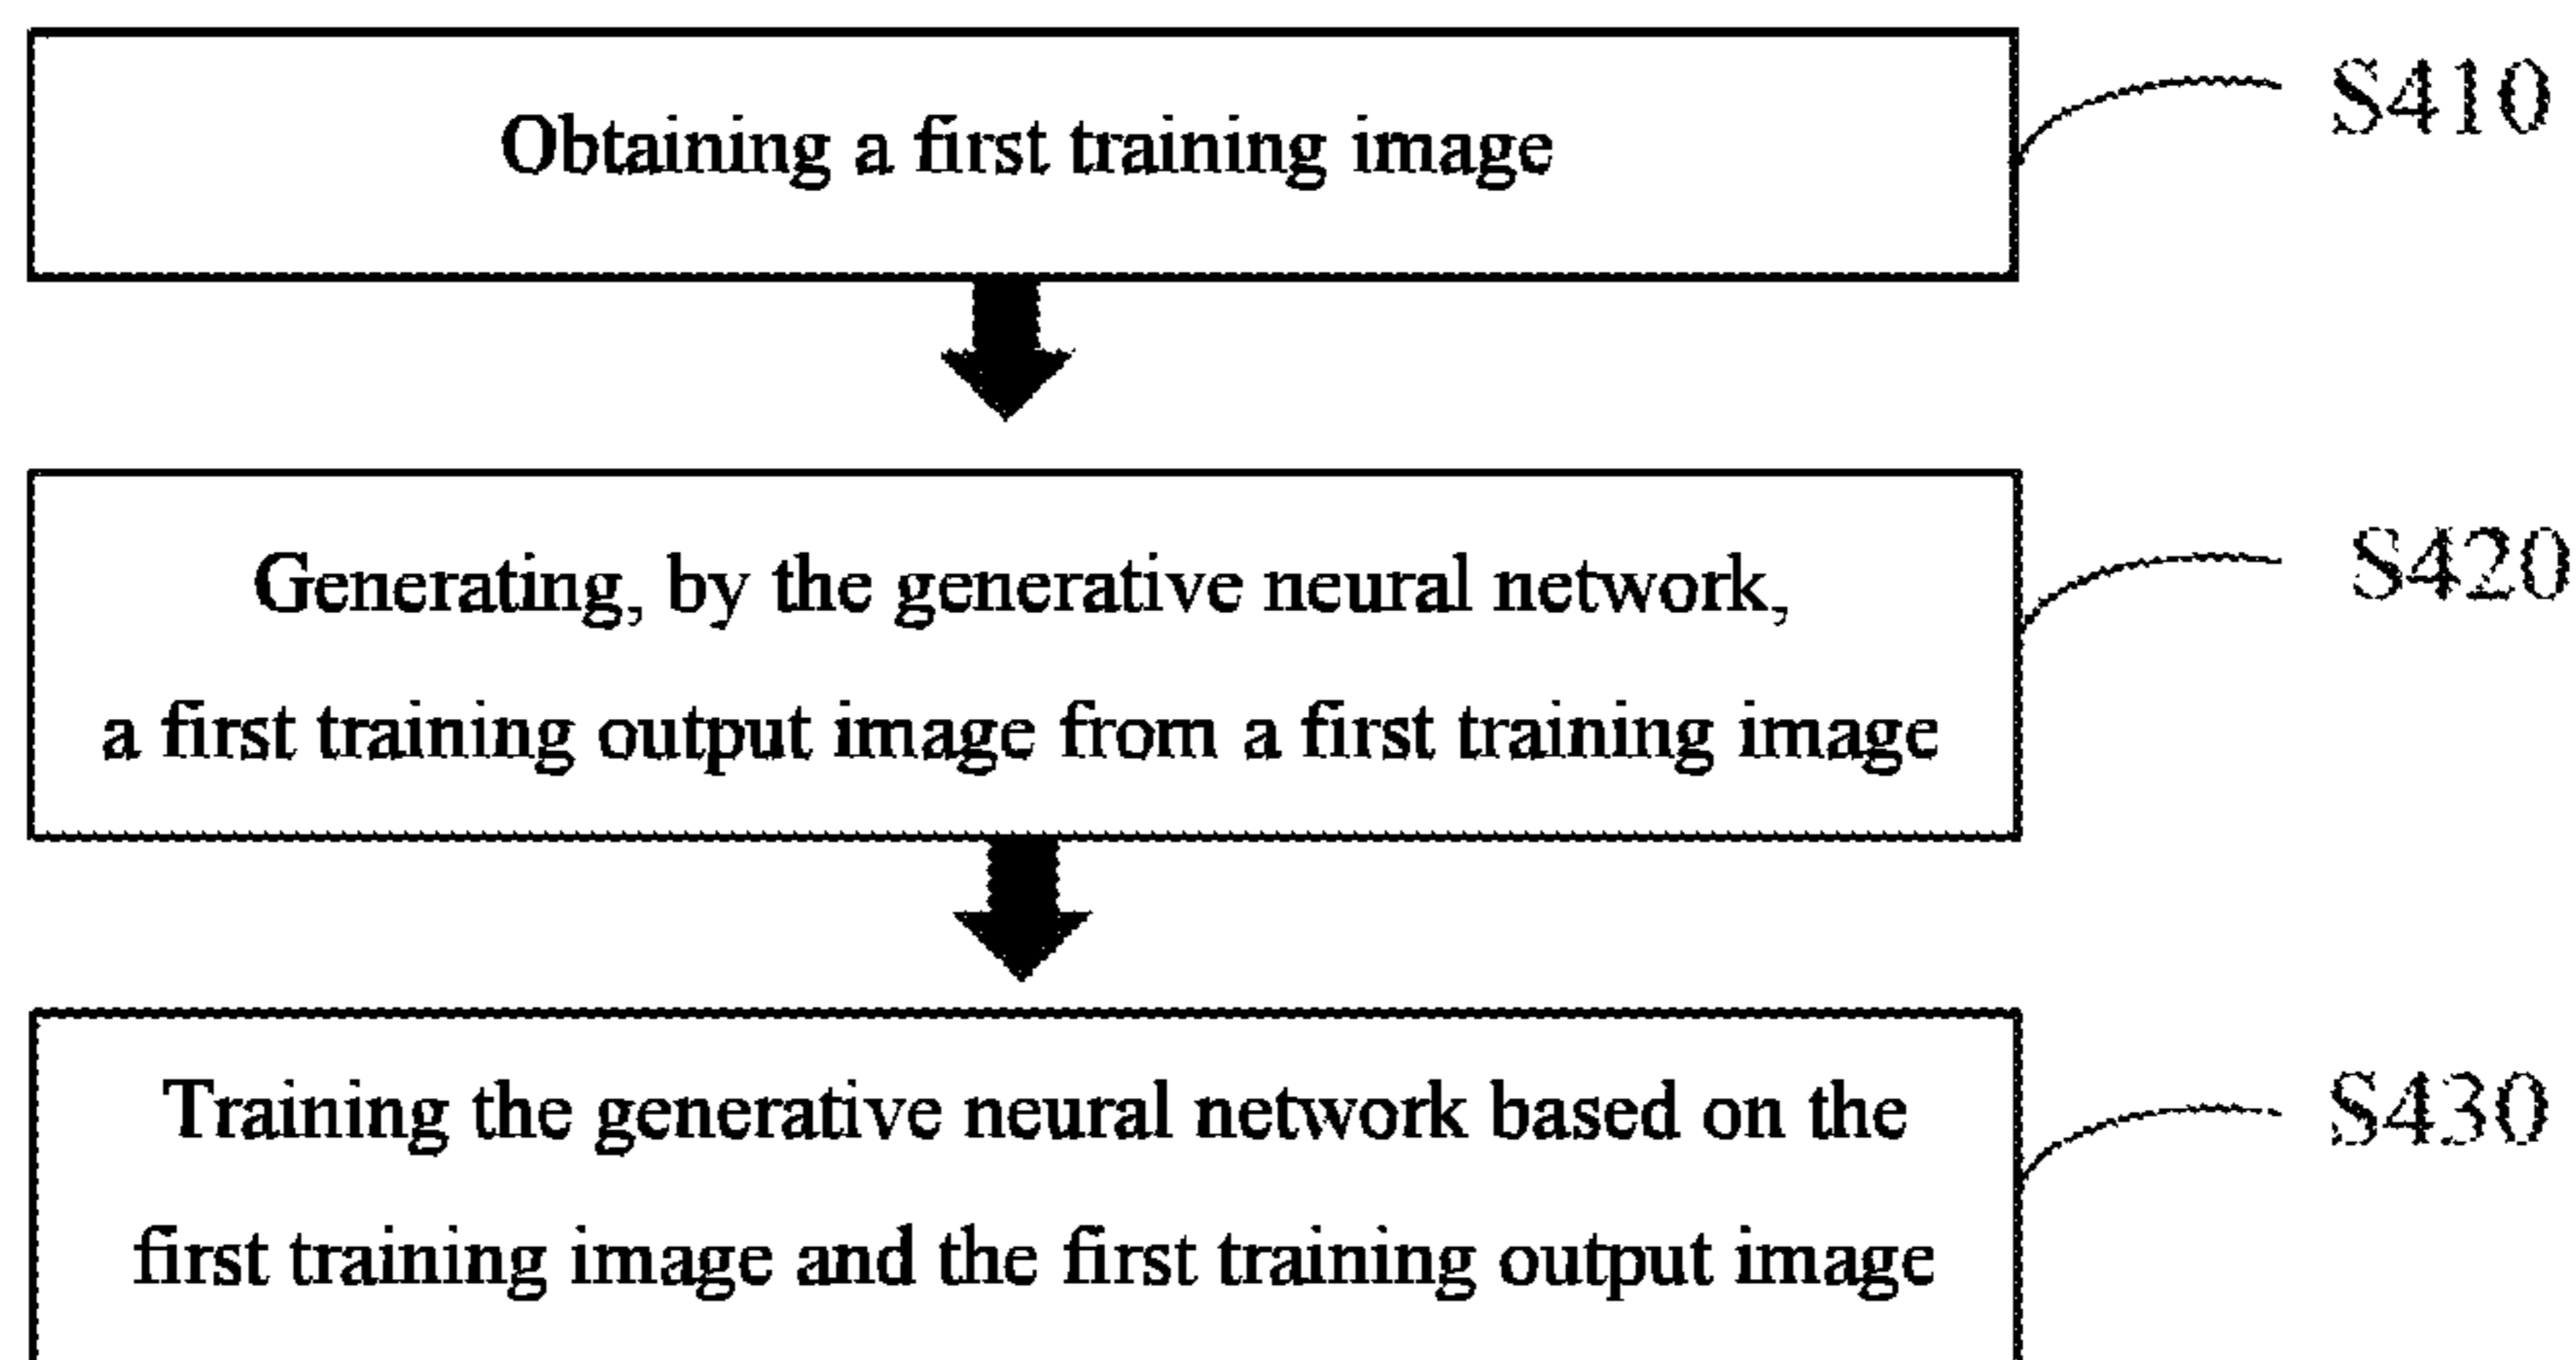 Obtaining a first training image
S410
Generating, by the generative neural network,
a first training output image from a first training image
S420
Training the generative neural network based on the
first training image and the first training output image
S430